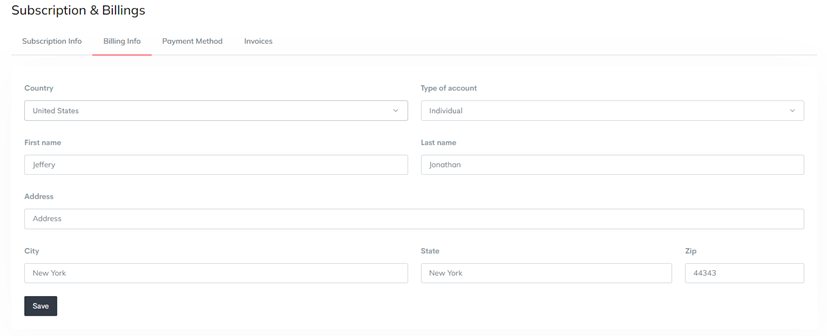 Subscription & Billings
Subscription Info Billing Info Payment Method Invoices
Country Type of account
United States Individual
First name Last name
Jeffery Jonathan
Address
Address
City State Zip
New York New York 44343
Save